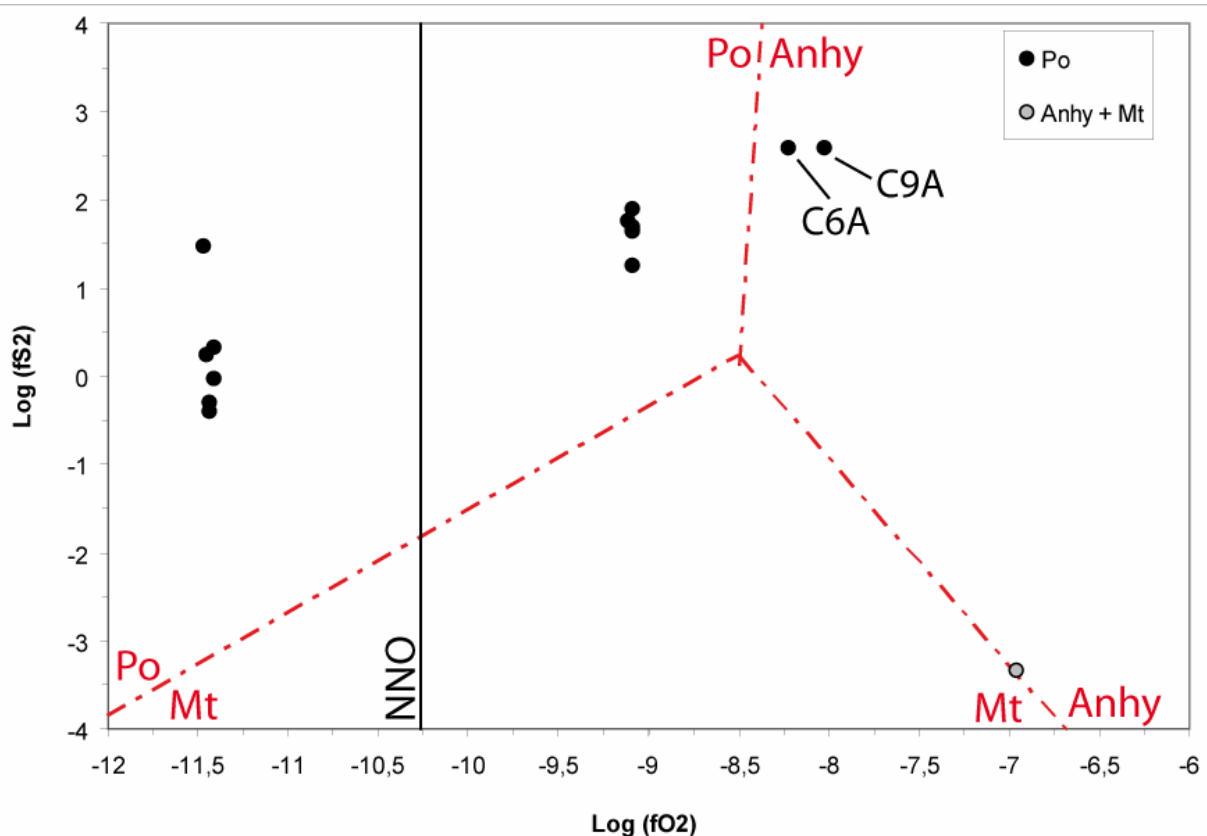 4
3
2
1
0
-1
-2
-3
-4
Log (fS2)
Po Anhy
Po
Anhy + Mt
C9A
C6A
Po
Mt
NNO
Mt
Anhy
-12
-11,5
-11
-10,5
-10
-9,5
-9
-8,5
-8
-7,5
-7
-6,5
-6
Log (fO2)